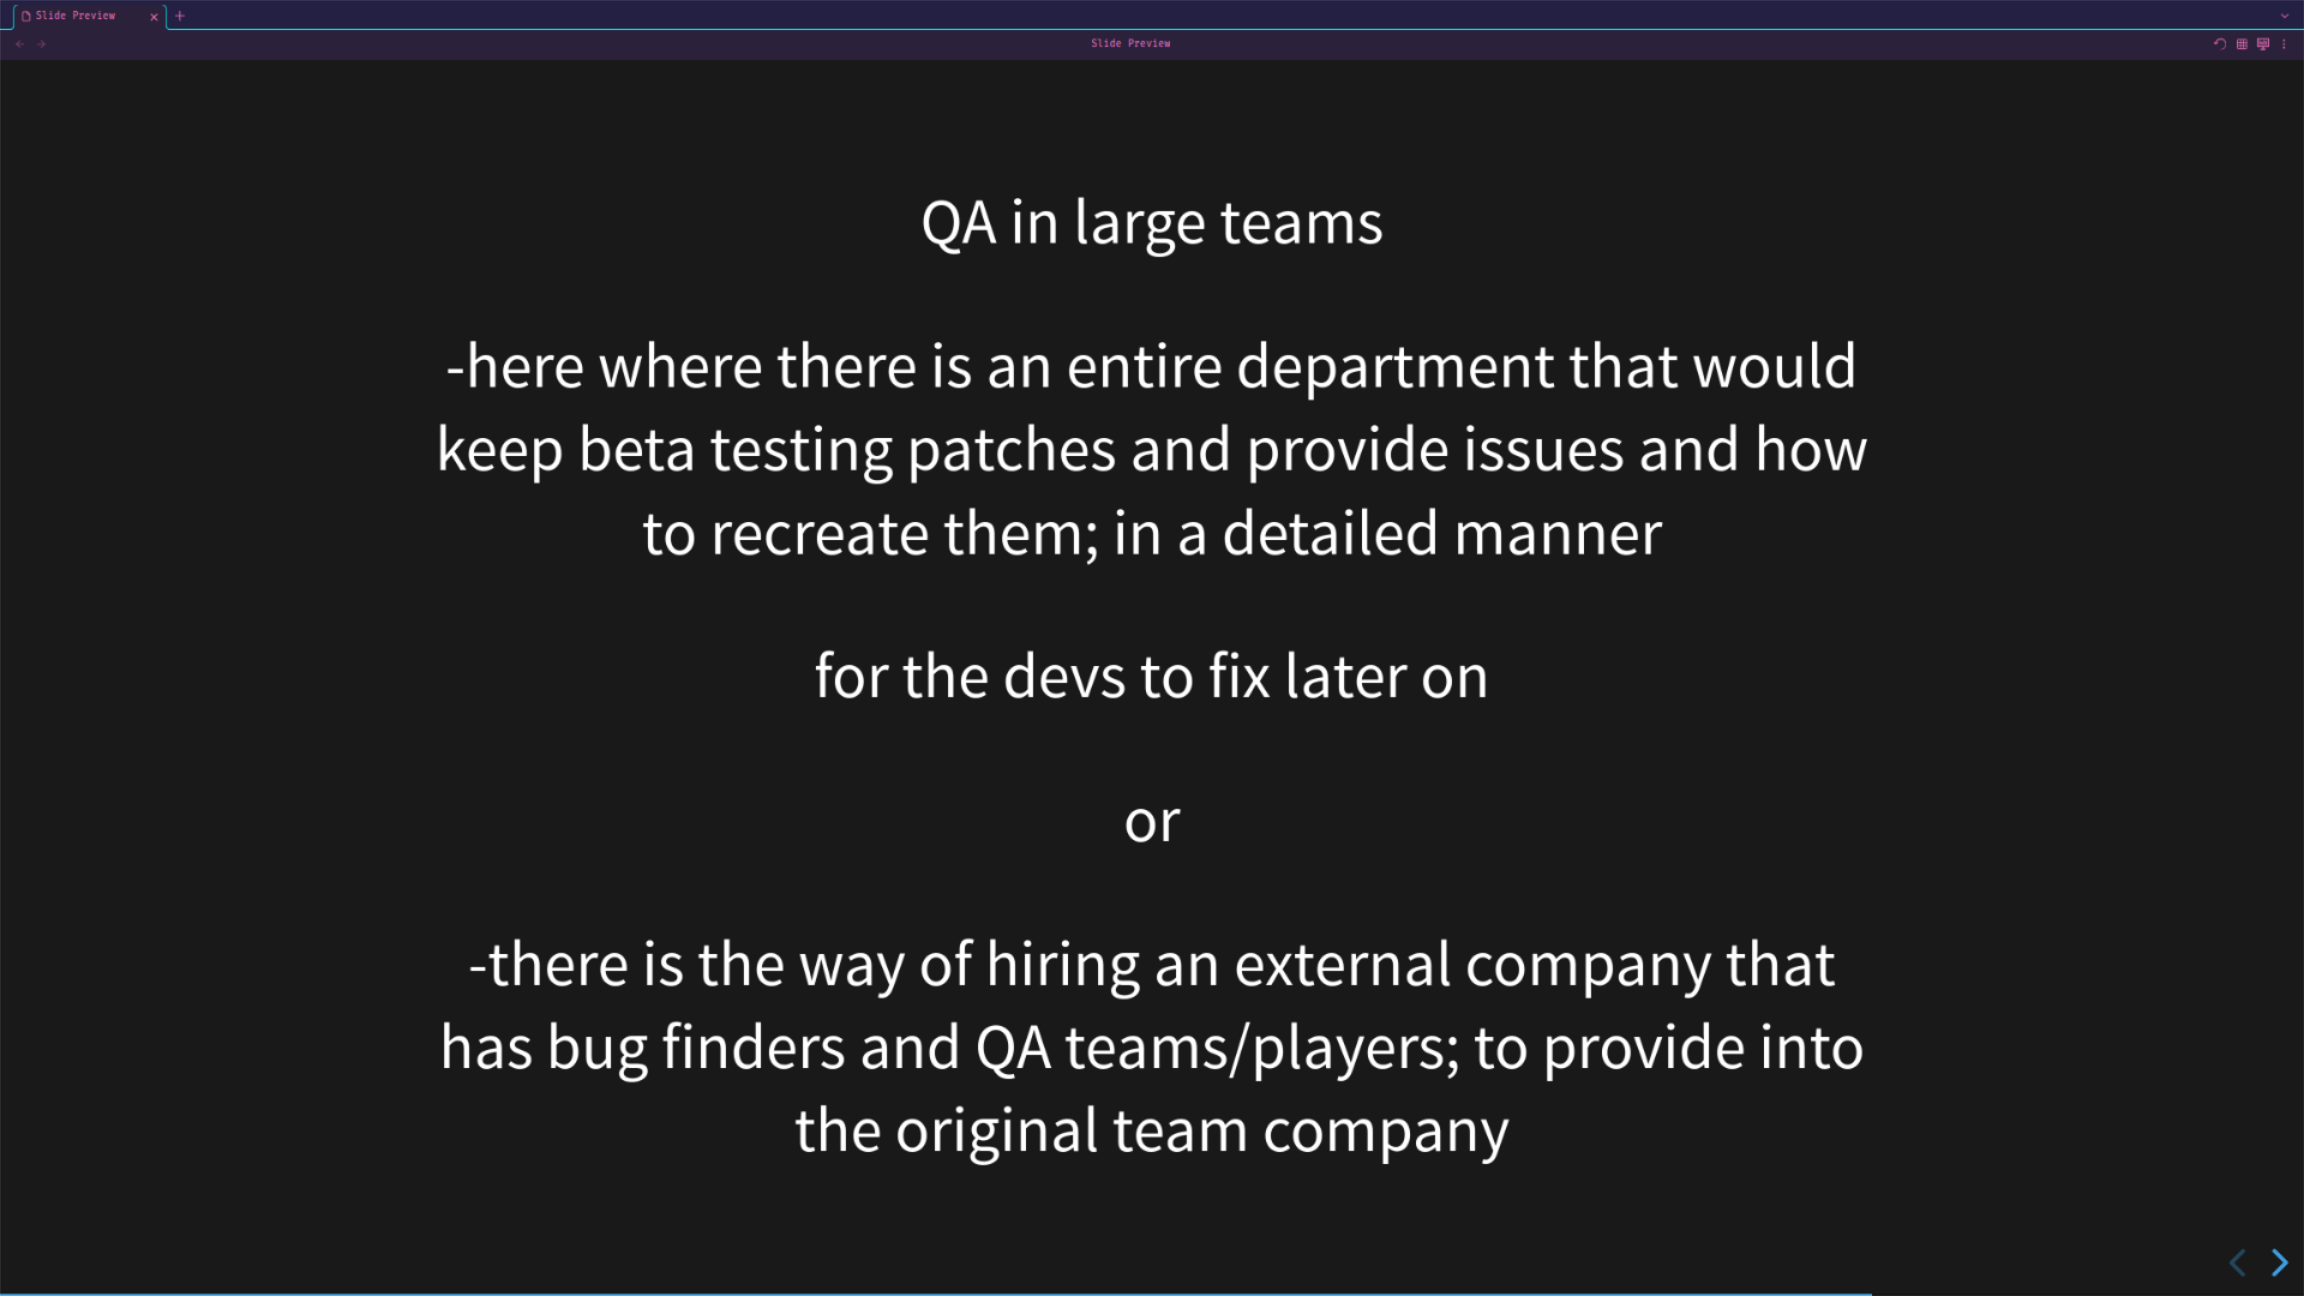 Slide Preview
Slide Preview
QA in large teams
-here where there is an entire department that would
keep beta testing patches and provide issues and how
to recreate them; in a detailed manner
for the devs to fix later on
or
-there is the way of hiring an external company that
has bug finders and QA teams/players; to provide into
the original team company